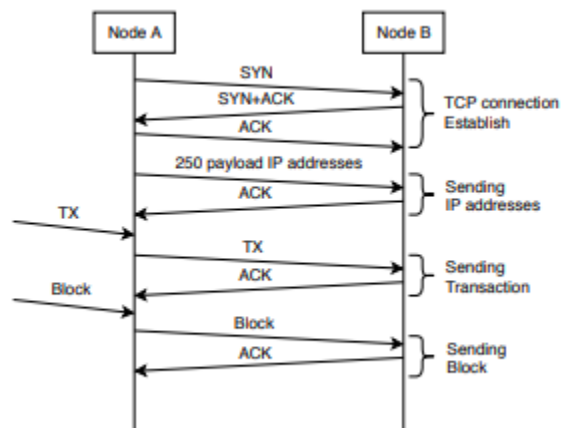 Node A
Node B
SYN
SYN+ACK
ACK
TCP connection
Establish
250 payload IP addresses
ACK
Sending
IP addresses
TX
TX
ACK
Sending
Transaction
Block
Block
ACK
Sending
Block